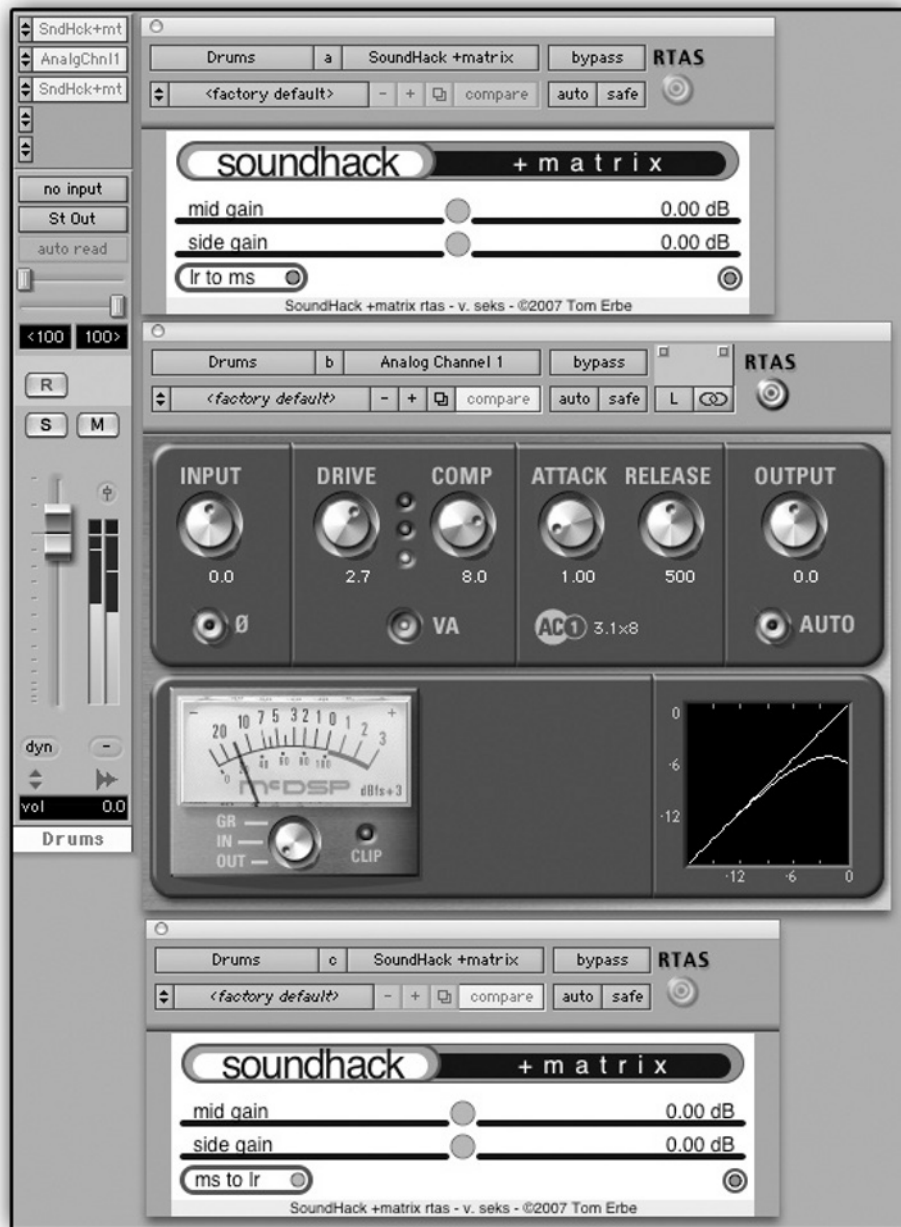 SndHck+mt
AnalgChnl1
SndHck+mt
no input
St Out
auto read
<100 100>
R
S M
dyn -
vol 0.0
Drums
Drums a SoundHack +matrix bypass RTAS
<factory default> - + compare auto safe
soundhack +matrix
mid gain 0.00 dB
side gain 0.00 dB
lr to ms
SoundHack +matrix rtas - v. seks - ©2007 Tom Erbe
Drums b Analog Channel 1 bypass RTAS
<factory default> - + compare auto safe L
INPUT DRIVE COMP ATTACK RELEASE OUTPUT
0.0 2.7 8.0 1.00 500 0.0
Ø VA AC1 3.1x8 AUTO
- +
20 10 7 5 3 2 1 0 1 2 3
0 40 60 80 100
McDSP dBfs+3
GR
IN
OUT
CLIP
0
-6
-12
-12 -6 0
Drums c SoundHack +matrix bypass RTAS
<factory default> - + compare auto safe
soundhack +matrix
mid gain 0.00 dB
side gain 0.00 dB
ms to lr
SoundHack +matrix rtas - v. seks - ©2007 Tom Erbe